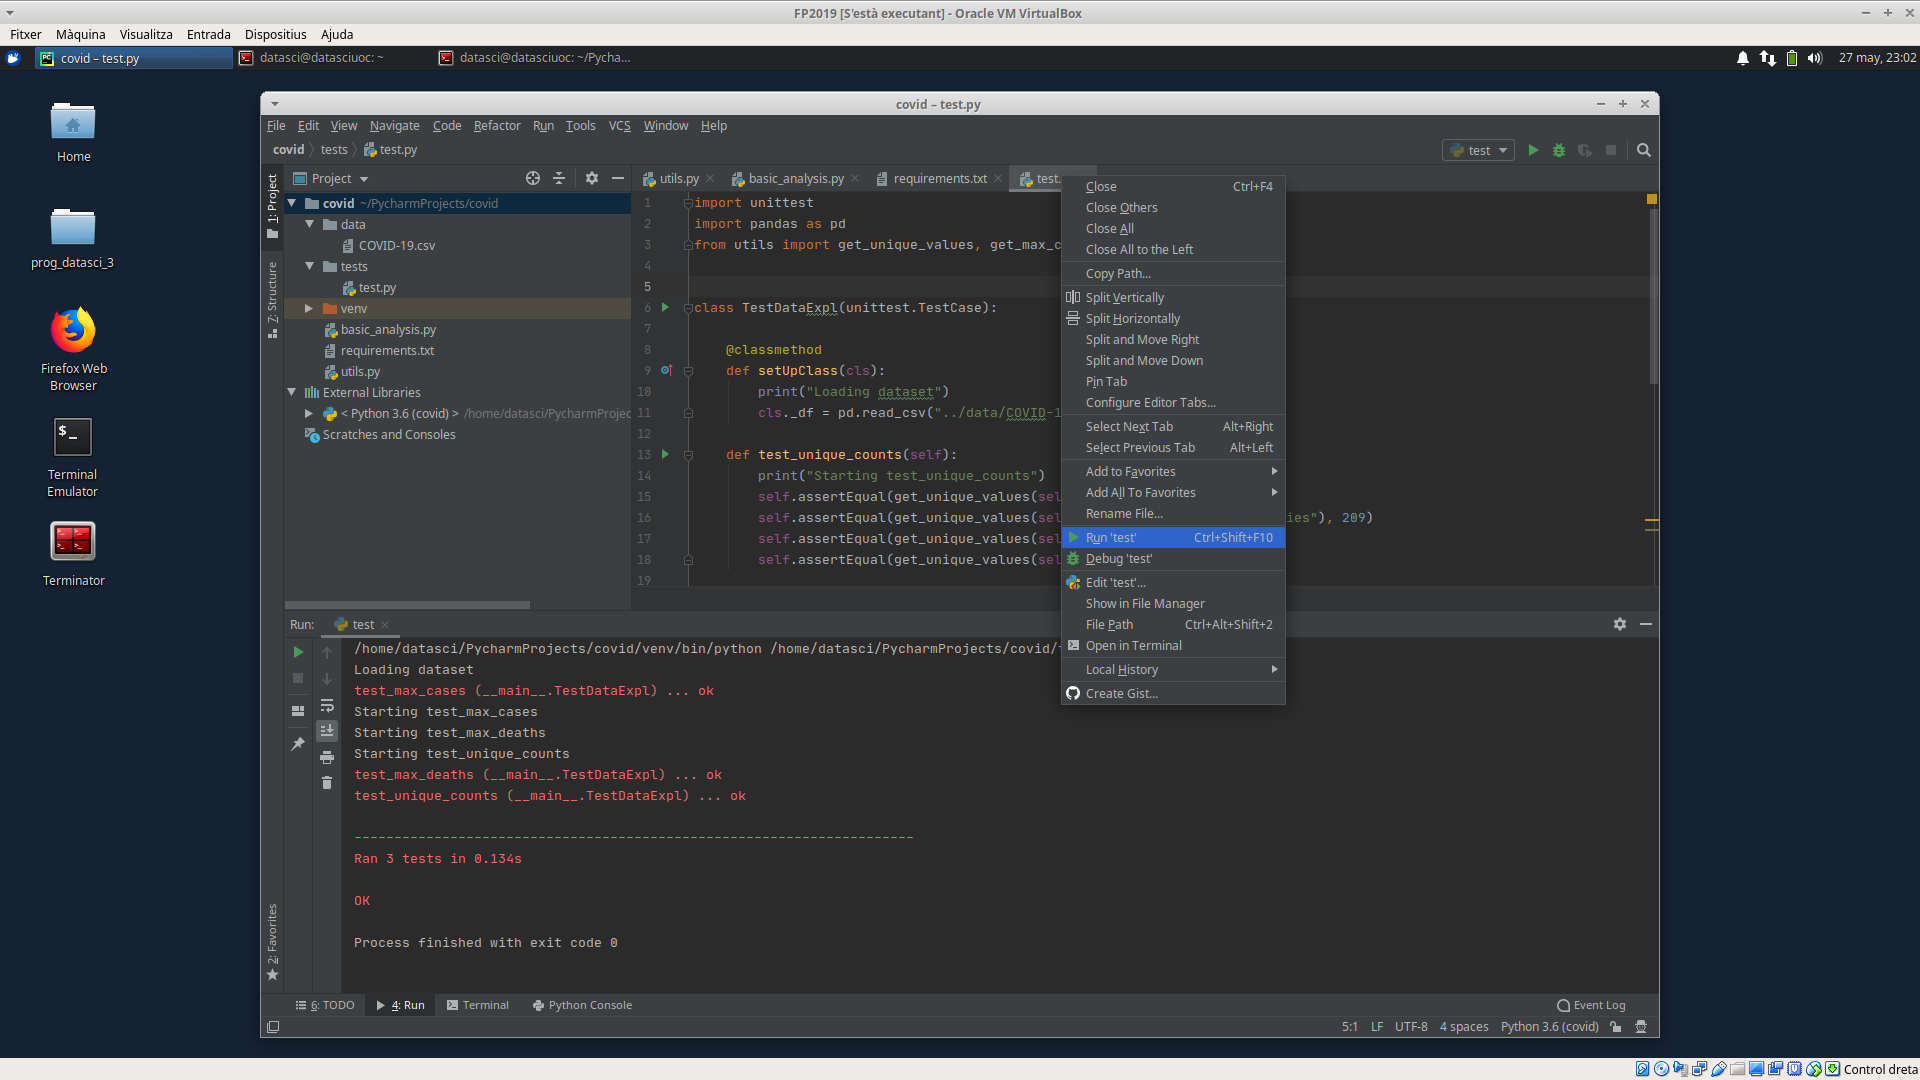 FP2019 [S'està executant] - Oracle VM VirtualBox
Fitxer Màquina Visualitza Entrada Dispositius Ajuda
covid – test.py
datasci@datasciuoc: ~
datasci@datasciuoc: ~/Pycha...
27 may, 23:02
Home
prog_datasci_3
Firefox Web
Browser
Terminal
Emulator
Terminator
covid – test.py
File Edit View Navigate Code Refactor Run Tools VCS Window Help
covid tests test.py
test
1: Project
7: Structure
2: Favorites
Project
covid ~/PycharmProjects/covid
data
COVID-19.csv
tests
test.py
venv
basic_analysis.py
requirements.txt
utils.py
External Libraries
< Python 3.6 (covid) > /home/datasci/PycharmProjec
Scratches and Consoles
utils.py basic_analysis.py requirements.txt test.
1 import unittest
2 import pandas as pd
3 from utils import get_unique_values, get_max_c
4
5
6 class TestDataExpl(unittest.TestCase):
7
8 @classmethod
9 def setUpClass(cls):
10 print("Loading dataset")
11 cls._df = pd.read_csv("../data/COVID-1
12
13 def test_unique_counts(self):
14 print("Starting test_unique_counts")
15 self.assertEqual(get_unique_values(sel
16 self.assertEqual(get_unique_values(sel ies"), 209)
17 self.assertEqual(get_unique_values(sel
18 self.assertEqual(get_unique_values(sel
19
Close Ctrl+F4
Close Others
Close All
Close All to the Left
Copy Path...
Split Vertically
Split Horizontally
Split and Move Right
Split and Move Down
Pin Tab
Configure Editor Tabs...
Select Next Tab Alt+Right
Select Previous Tab Alt+Left
Add to Favorites
Add All To Favorites
Rename File...
Run 'test' Ctrl+Shift+F10
Debug 'test'
Edit 'test'...
Show in File Manager
File Path Ctrl+Alt+Shift+2
Open in Terminal
Local History
Create Gist...
Run: test
/home/datasci/PycharmProjects/covid/venv/bin/python /home/datasci/PycharmProjects/covid/
Loading dataset
test_max_cases (__main__.TestDataExpl) ... ok
Starting test_max_cases
Starting test_max_deaths
Starting test_unique_counts
test_max_deaths (__main__.TestDataExpl) ... ok
test_unique_counts (__main__.TestDataExpl) ... ok
----------------------------------------------------------------------
Ran 3 tests in 0.134s
OK
Process finished with exit code 0
6: TODO 4: Run Terminal Python Console Event Log
5:1 LF UTF-8 4 spaces Python 3.6 (covid)
Control dreta